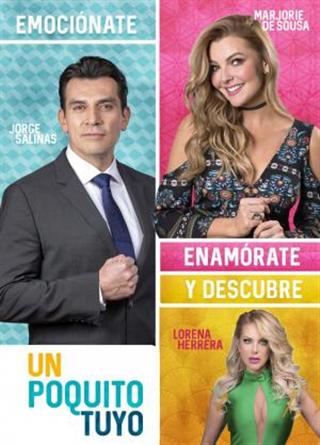 EMOCIÓNATE
MARJORIE
DE SOUSA
JORGE
SALINAS
ENAMÓRATE
Y DESCUBRE
LORENA
HERRERA
UN
POQUITO
TUYO